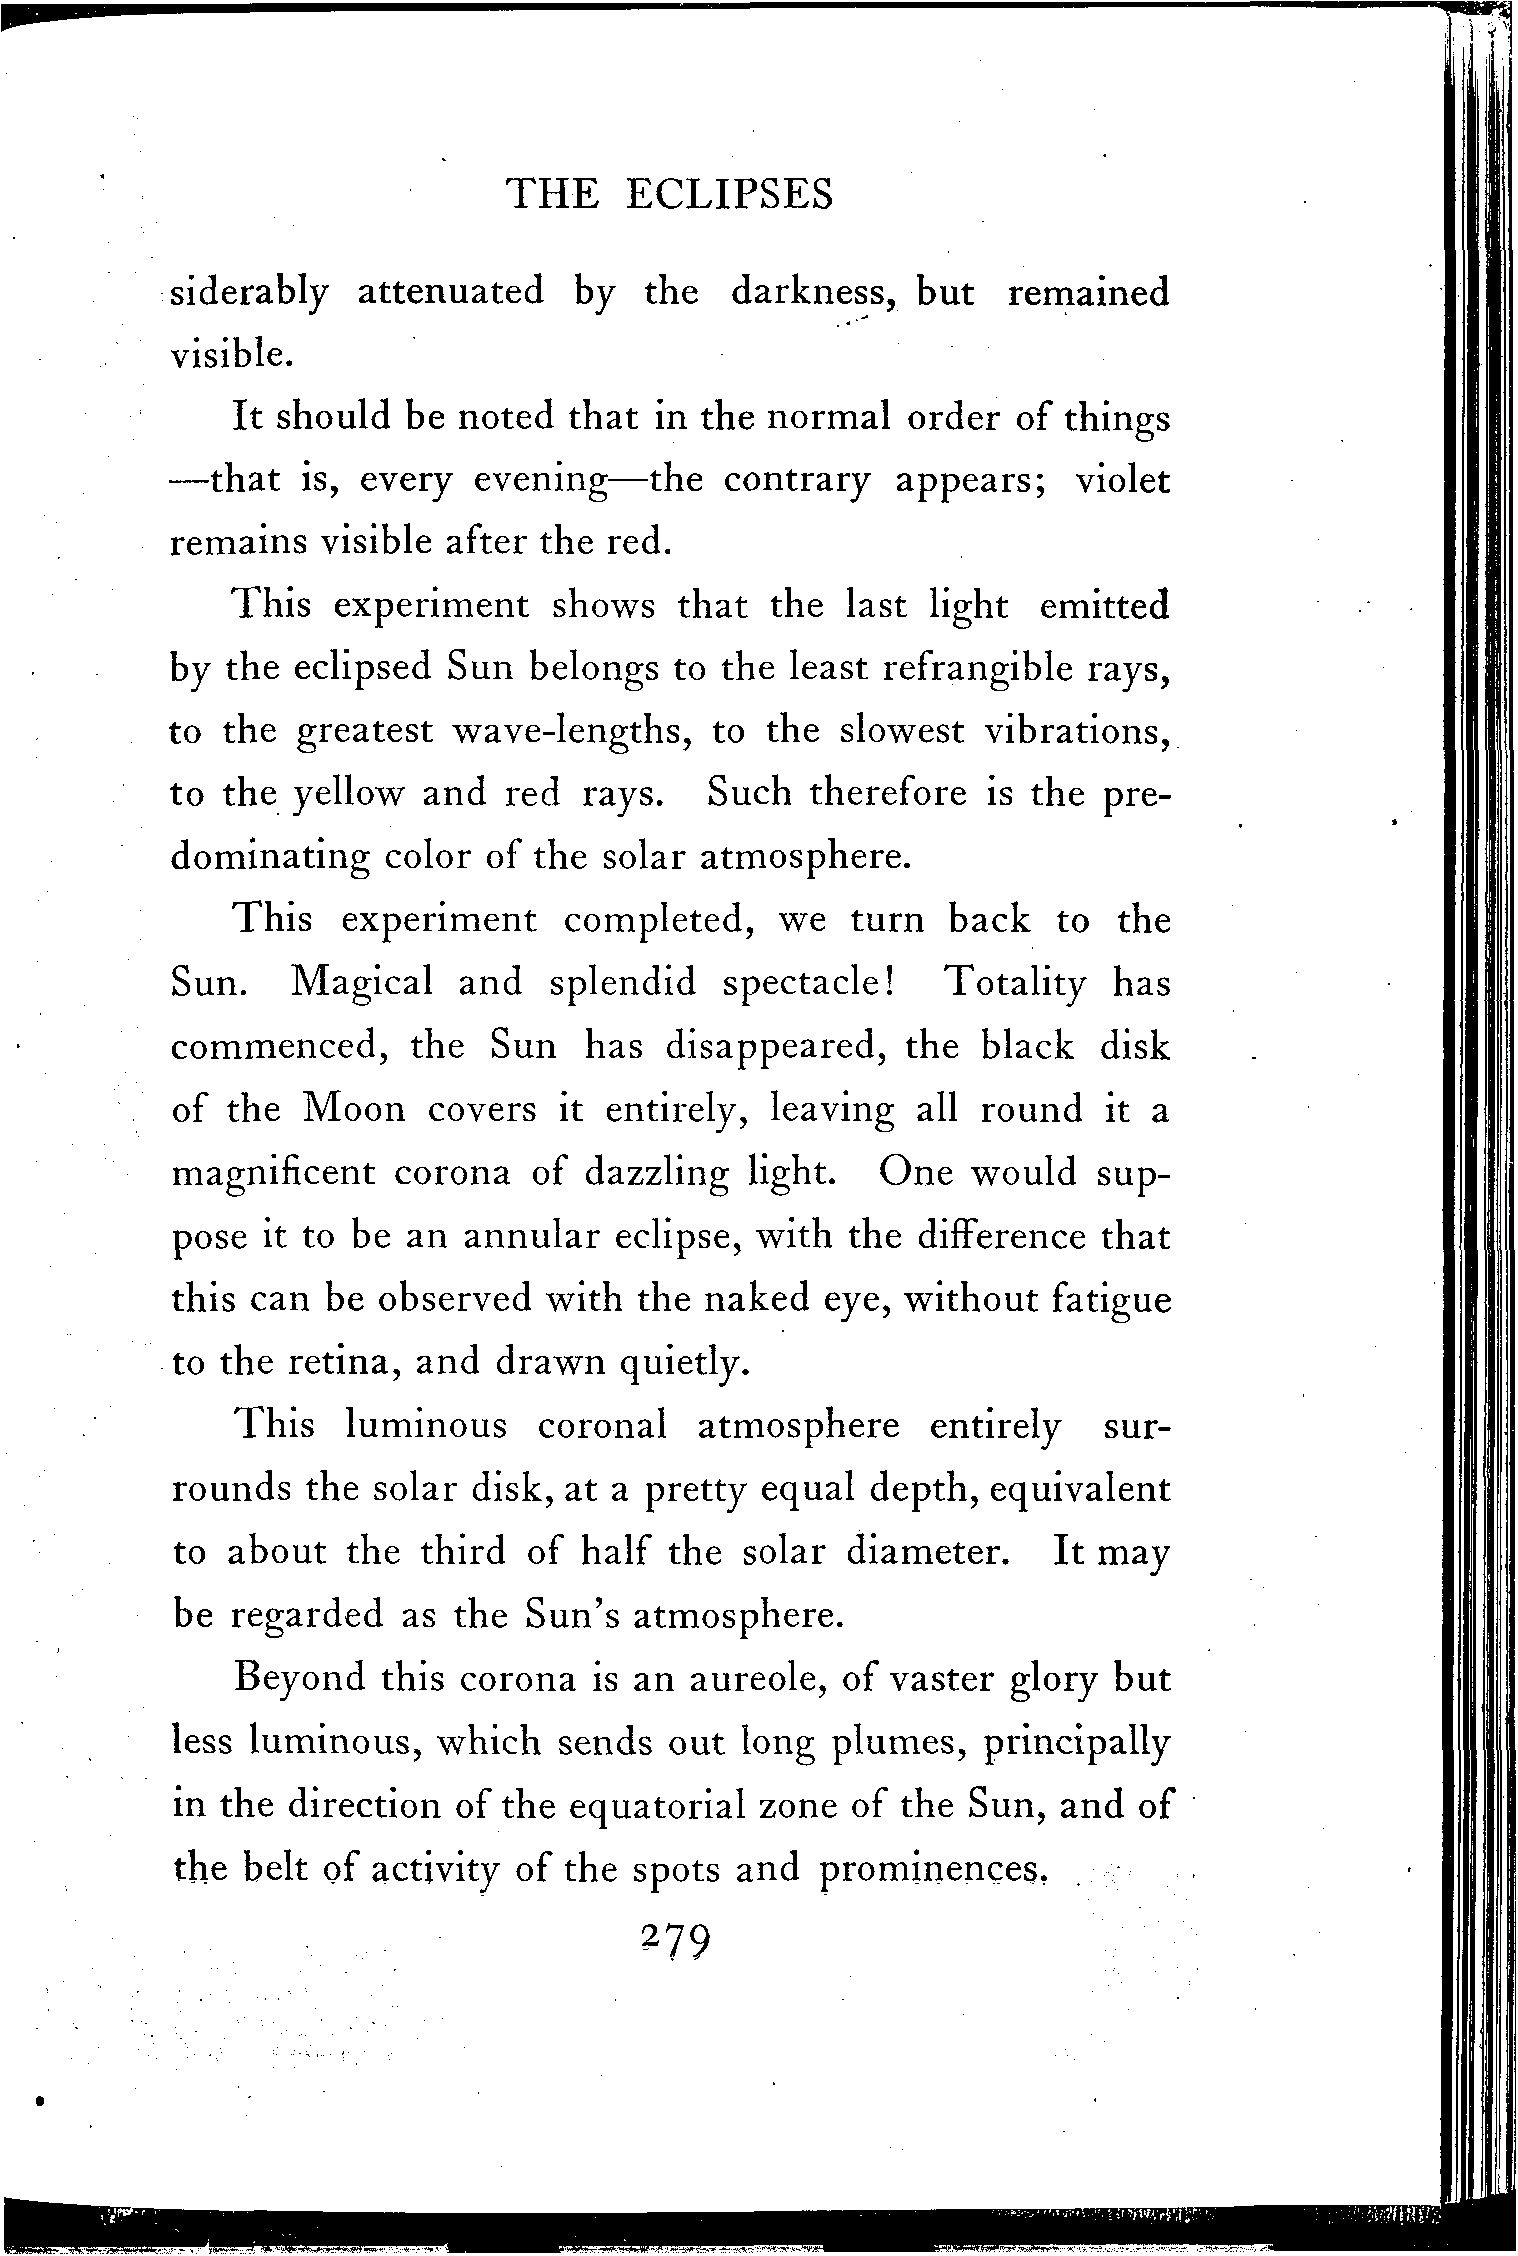 THE ECLIPSES
siderably attenuated by the darkness, but remained
visible.
It should be noted that in the normal order of things
—that is, every evening—the contrary appears; violet
remains visible after the red.
This experiment shows that the last light emitted
by the eclipsed Sun belongs to the least refrangible rays,
to the greatest wave-lengths, to the slowest vibrations,
to the yellow and red rays. Such therefore is the pre-
dominating color of the solar atmosphere.
This experiment completed, we turn back to the
Sun. Magical and splendid spectacle! Totality has
commenced, the Sun has disappeared, the black disk
of the Moon covers it entirely, leaving all round it a
magnificent corona of dazzling light. One would sup-
pose it to be an annular eclipse, with the difference that
this can be observed with the naked eye, without fatigue
to the retina, and drawn quietly.
This luminous coronal atmosphere entirely sur-
rounds the solar disk, at a pretty equal depth, equivalent
to about the third of half the solar diameter. It may
be regarded as the Sun's atmosphere.
Beyond this corona is an aureole, of vaster glory but
less luminous, which sends out long plumes, principally
in the direction of the equatorial zone of the Sun, and of
the belt of activity of the spots and prominences.
279